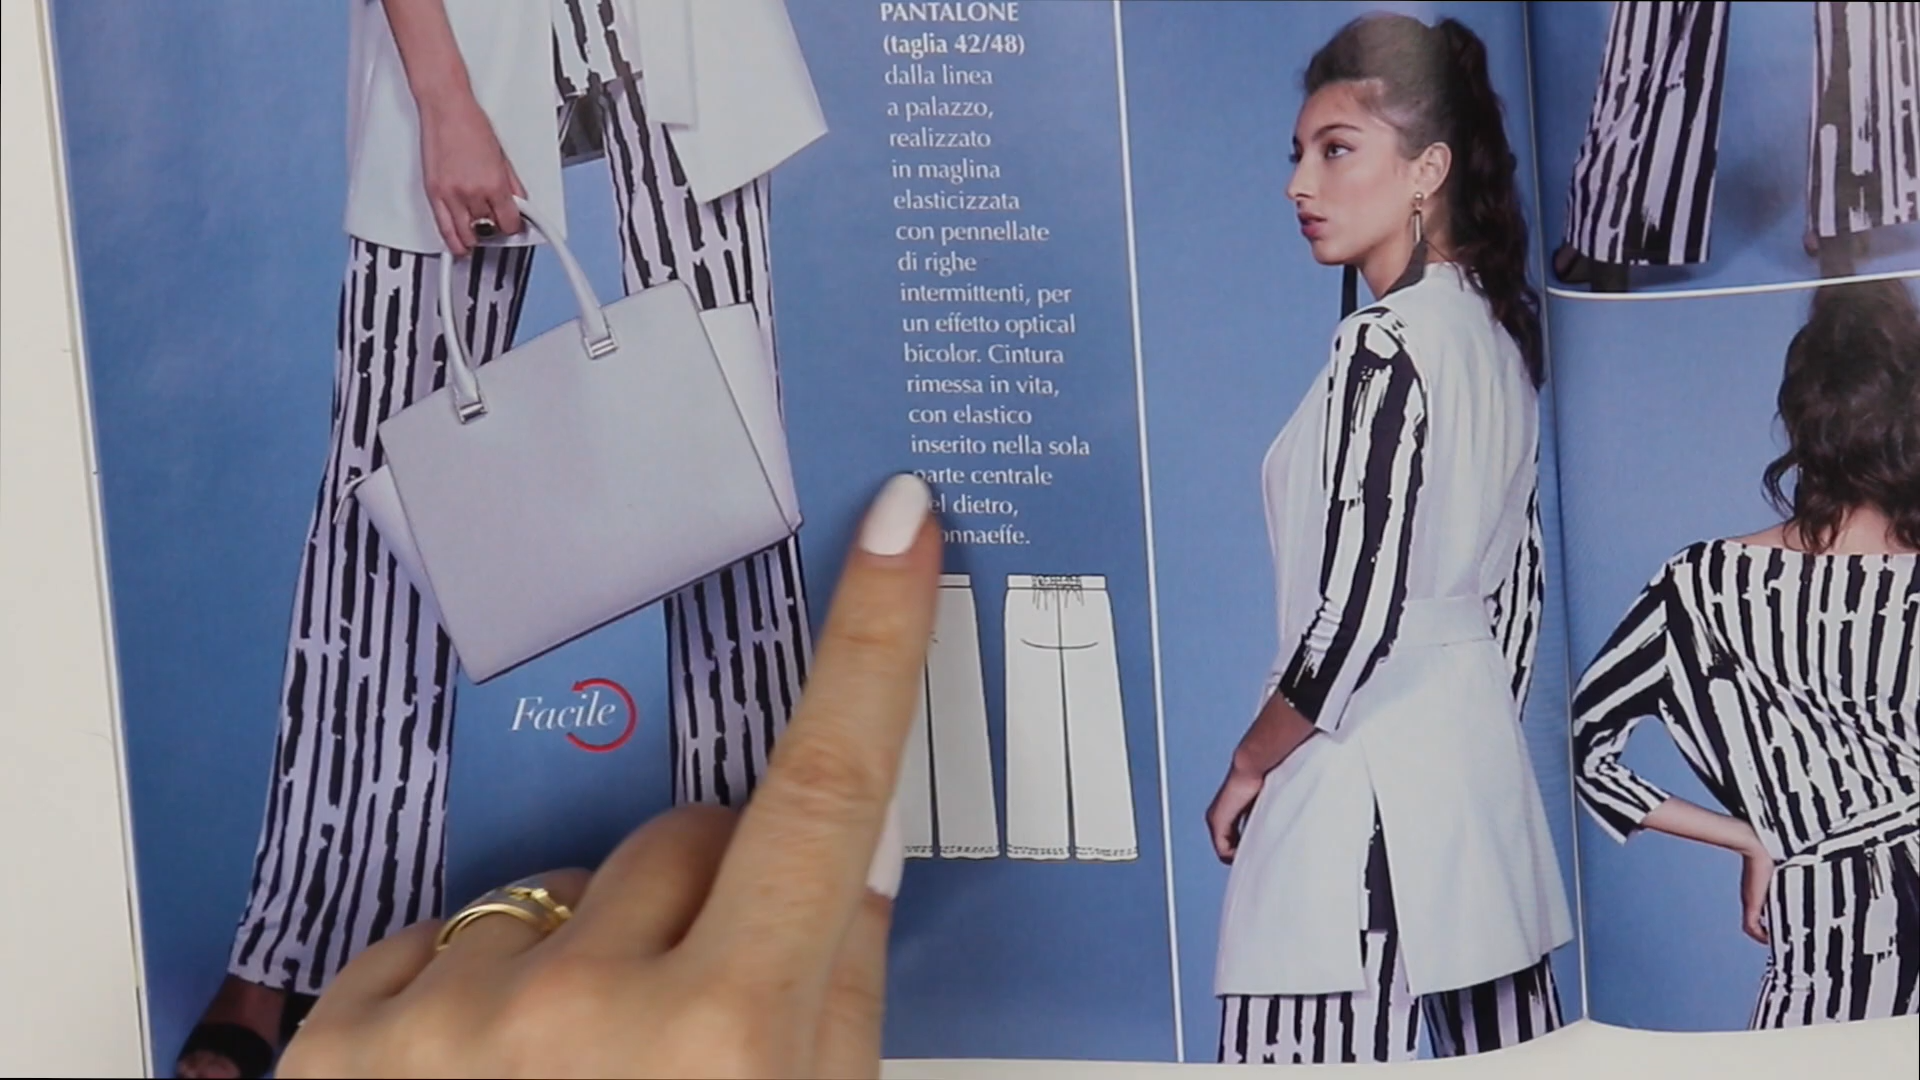 PANTALONE
(taglia 42/48)
dalla linea
a palazzo,
realizzato
in maglina
elasticizzata
con pennellate
di righe
intermittenti, per
un effetto optical
bicolor. Cintura
rimessa in vita,
con elastico
inserito nella sola
parte centrale
dietro,
Facile